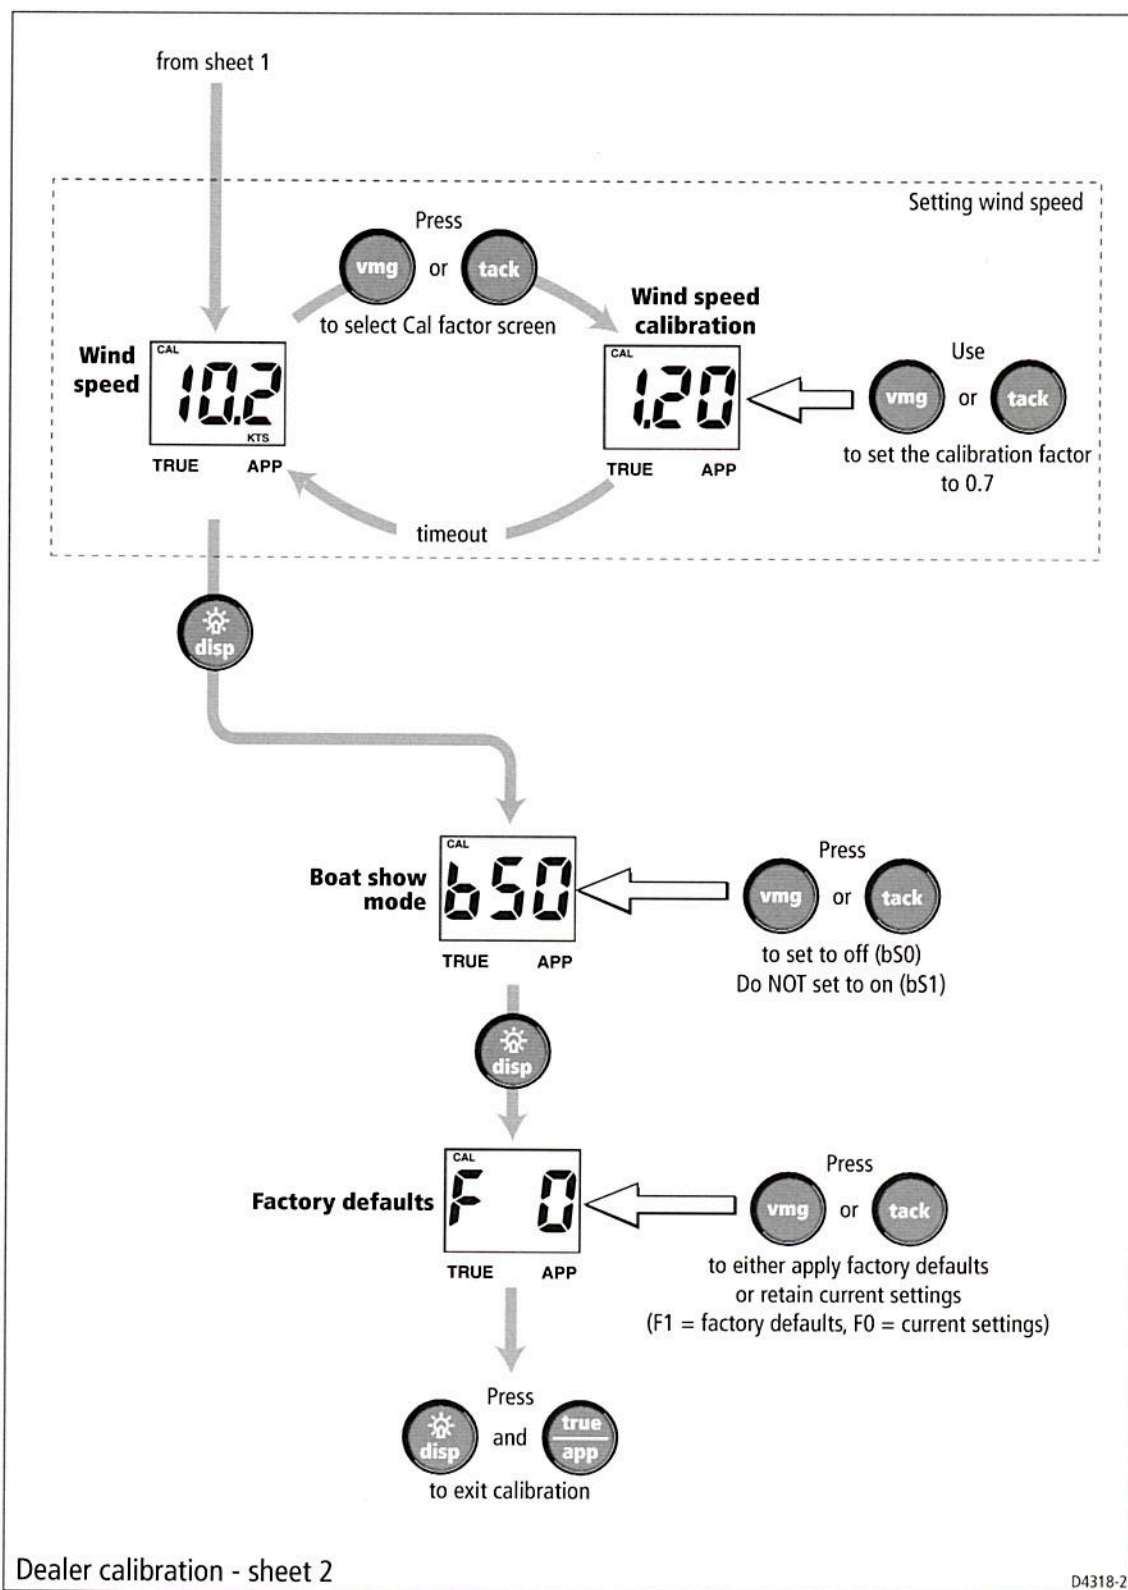 from sheet 1
Setting wind speed
Press
vmg or tack
to select Cal factor screen
Wind
speed
CAL
10.2
KTS
TRUE APP
Wind speed
calibration
CAL
1.20
TRUE APP
Use
vmg or tack
to set the calibration factor
to 0.7
timeout
disp
Boat show
mode
CAL
bS0
TRUE APP
Press
vmg or tack
to set to off (bS0)
Do NOT set to on (bS1)
disp
Factory defaults
CAL
F 0
TRUE APP
Press
vmg or tack
to either apply factory defaults
or retain current settings
(F1 = factory defaults, F0 = current settings)
Press
disp and true
app
to exit calibration
Dealer calibration - sheet 2
D4318-2